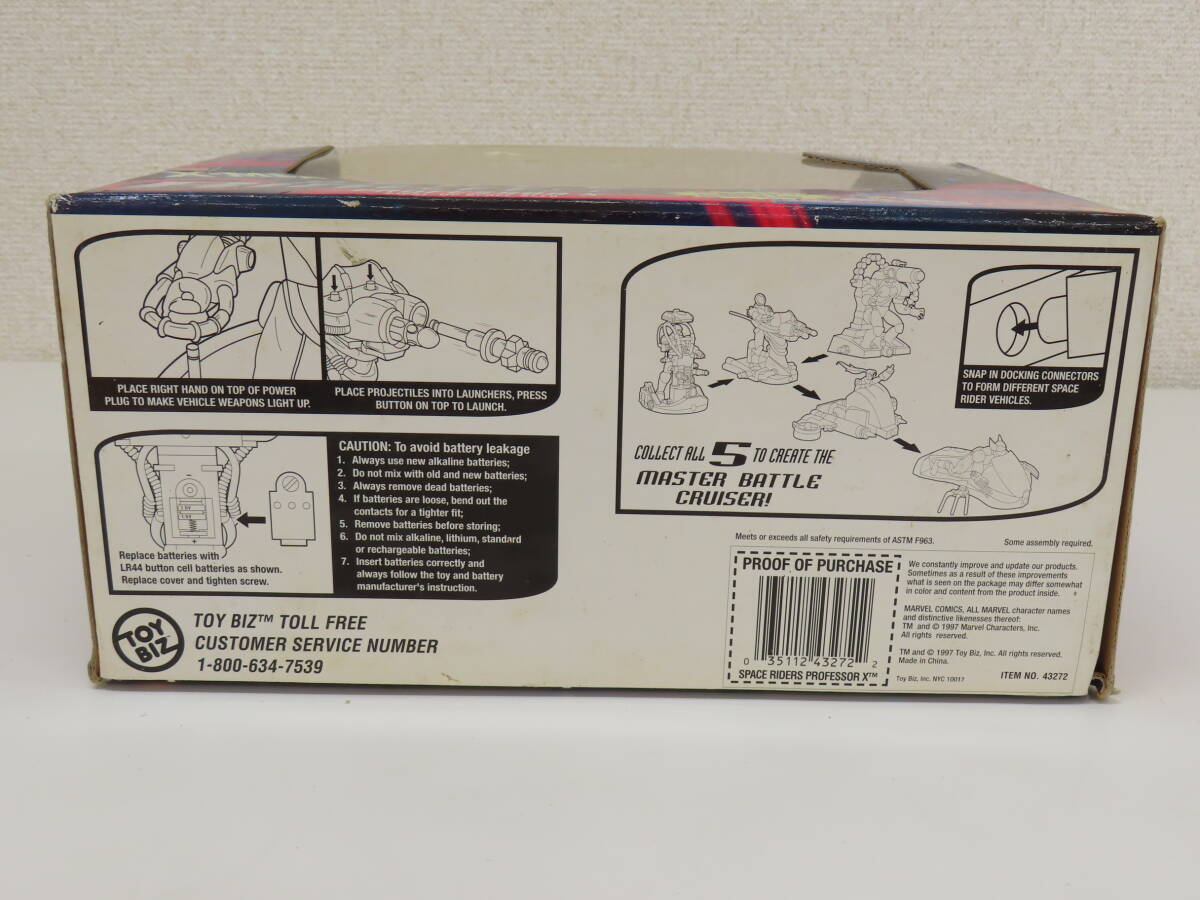 PLACE RIGHT HAND ON TOP OF POWER
PLUG TO MAKE VEHICLE WEAPONS LIGHT UP.
PLACE PROJECTILES INTO LAUNCHERS, PRESS
BUTTON ON TOP TO LAUNCH.
Replace batteries with
LR44 button cell batteries as shown.
Replace cover and tighten screw.
CAUTION: To avoid battery leakage
1. Always use new alkaline batteries;
2. Do not mix with old and new batteries;
3. Always remove dead batteries;
4. If batteries are loose, bend out the
contacts for a tighter fit;
5. Remove batteries before storing;
6. Do not mix alkaline, lithium, standard
or rechargeable batteries;
7. Insert batteries correctly and
always follow the toy and battery
manufacturer's instruction.
TOY BIZ
TOY BIZ™ TOLL FREE
CUSTOMER SERVICE NUMBER
1-800-634-7539
SNAP IN DOCKING CONNECTORS
TO FORM DIFFERENT SPACE
RIDER VEHICLES.
COLLECT ALL 5 TO CREATE THE
MASTER BATTLE
CRUISER!
Meets or exceeds all safety requirements of ASTM F963.
Some assembly required.
PROOF OF PURCHASE
0 35112 43272 2
SPACE RIDERS PROFESSOR X™
We constantly improve and update our products.
Sometimes as a result of these improvements
what is seen on the package may differ somewhat
in color and content from the product inside.
MARVEL COMICS, ALL MARVEL character names
and distinctive likenesses thereof:
TM and © 1997 Marvel Characters, Inc.
All rights reserved.
TM and © 1997 Toy Biz, Inc. All rights reserved.
Made in China.
Toy Biz, Inc. NYC 10017
ITEM NO. 43272